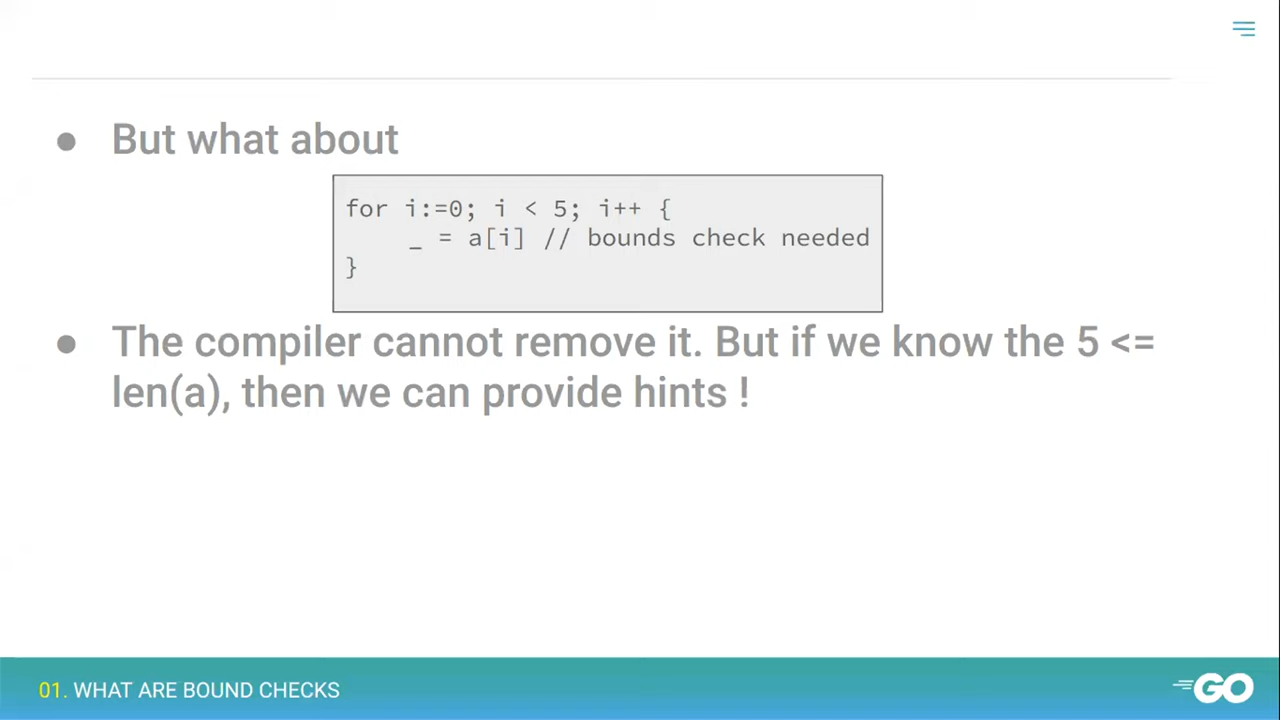 But what about
for i:=0; i < 5; i++ {
_ = a[i] // bounds check needed
}
The compiler cannot remove it. But if we know the 5 <=
len(a), then we can provide hints !
01. WHAT ARE BOUND CHECKS
GO